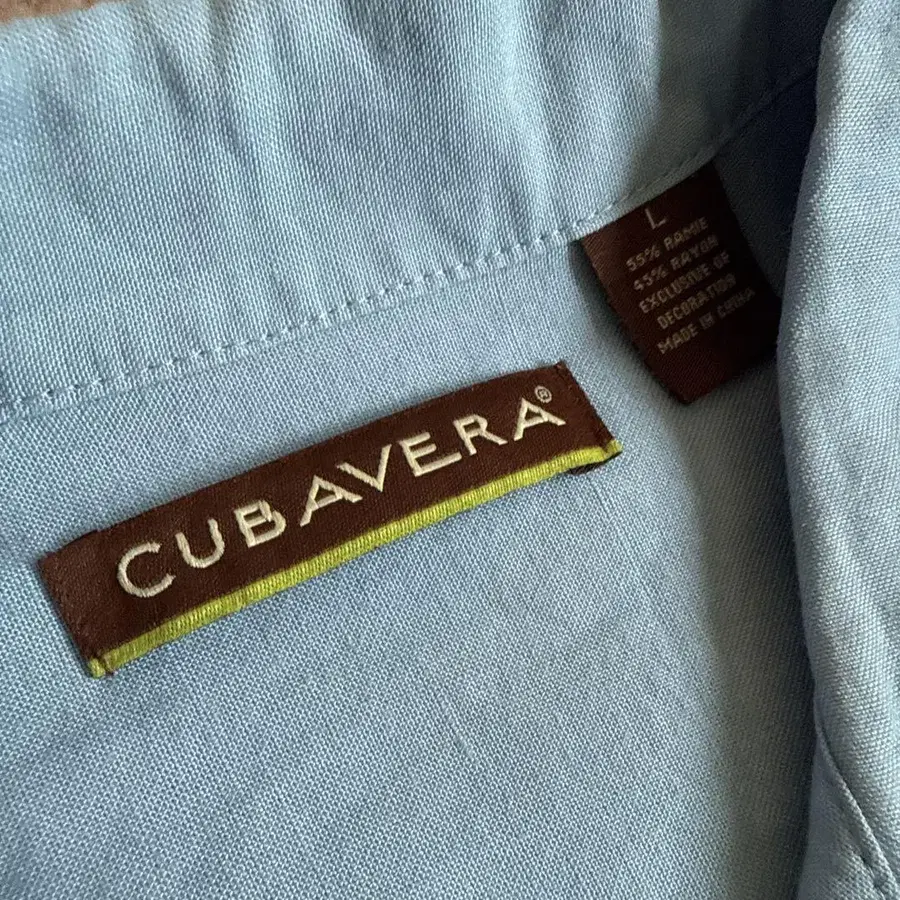 L
55% RAMIE
45% RAYON
EXCLUSIVE OF
DECORATION
MADE IN CHINA
CUBAVERA®